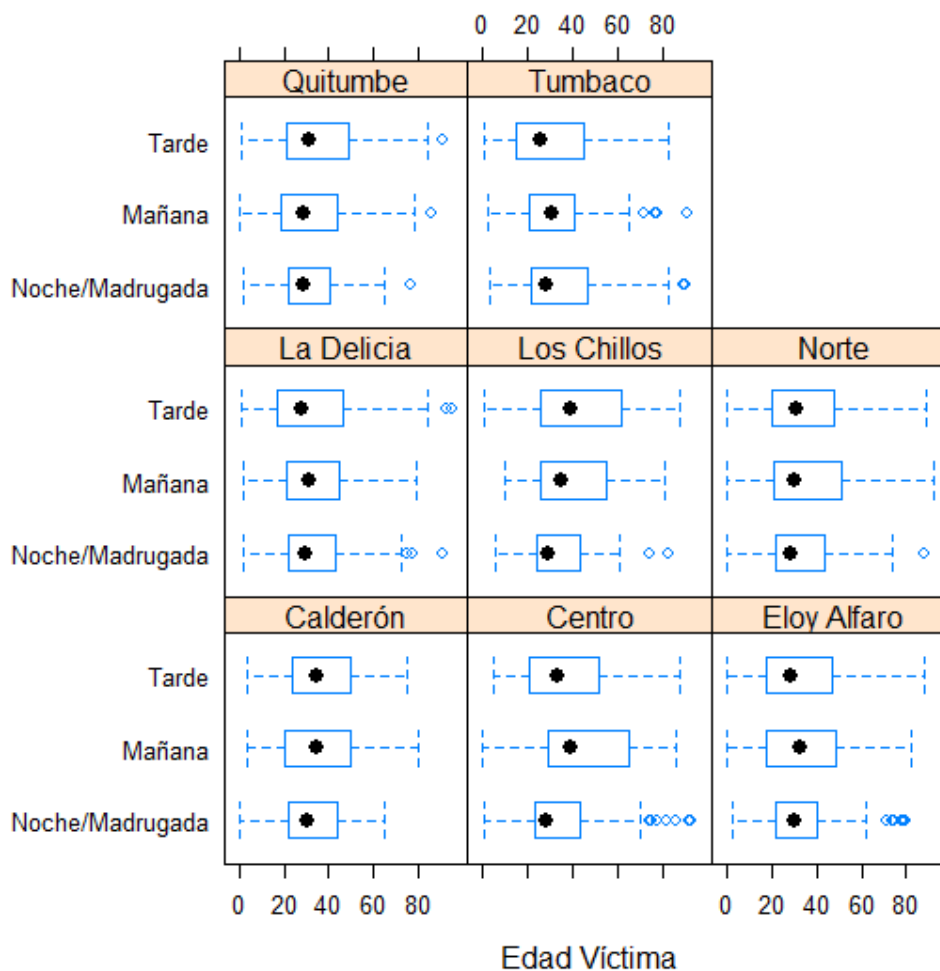 0 20 40 60 80
Quitumbe Tumbaco
Tarde
Mañana
Noche/Madrugada
La Delicia Los Chillos Norte
Tarde
Mañana
Noche/Madrugada
Calderón Centro Eloy Alfaro
Tarde
Mañana
Noche/Madrugada
0 20 40 60 80 0 20 40 60 80
Edad Víctima